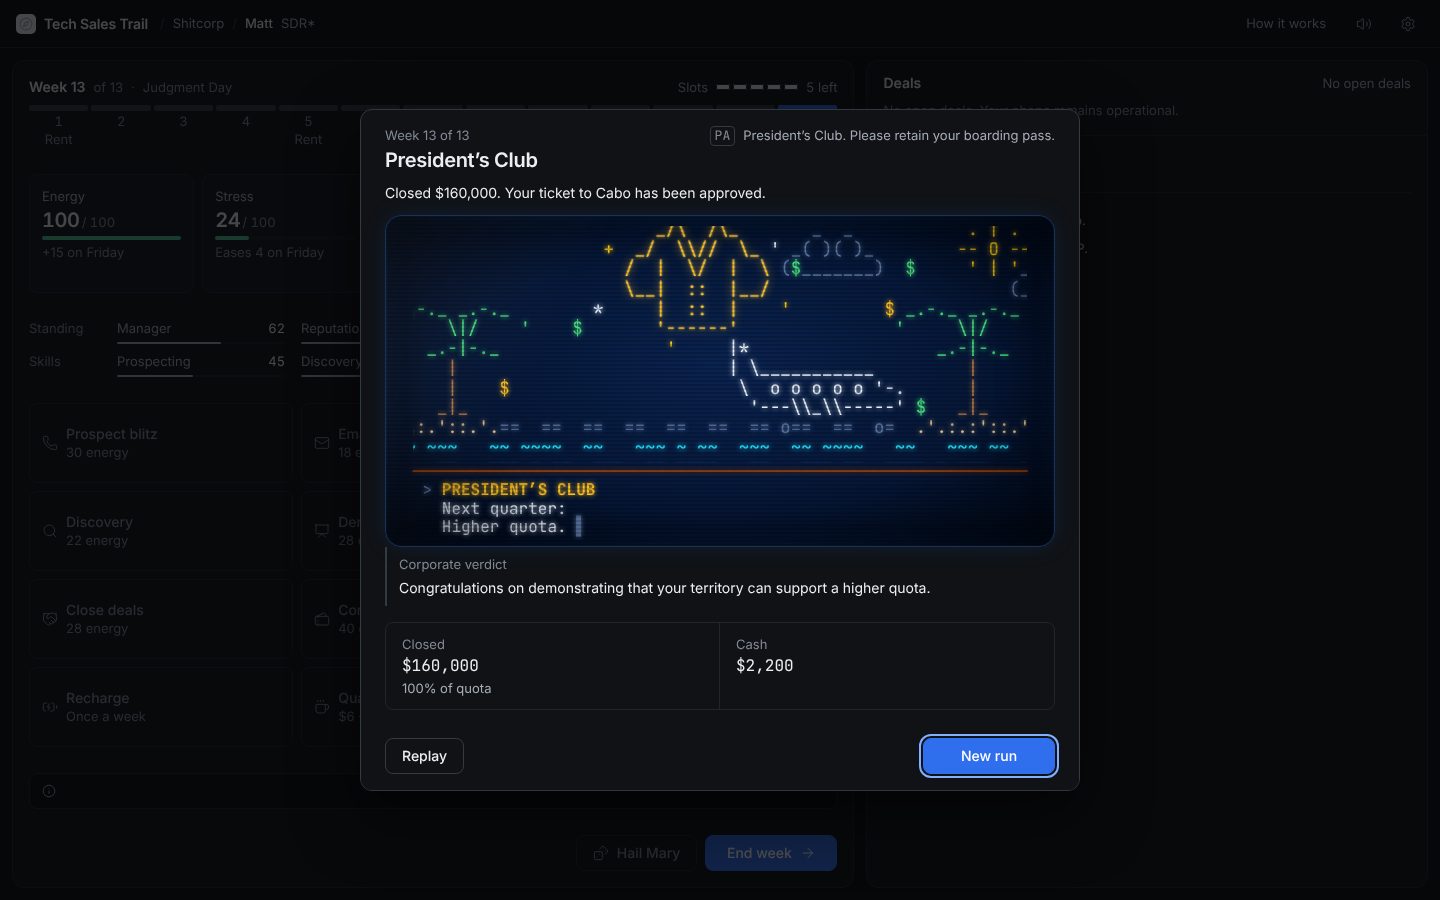 Tech Sales Trail / Shitcorp / Matt SDR*
How it works
Week 13 of 13 · Judgment Day
Slots 5 left
1 2 3 4 5
Rent Rent
Energy
100 / 100
+15 on Friday
Stress
24 / 100
Eases 4 on Friday
Standing Manager 62
Skills Prospecting 45 Discovery
Prospect blitz
30 energy
Discovery
22 energy
Close deals
28 energy
Recharge
Once a week
Hail Mary
End week
Deals
No open deals
Week 13 of 13
PA President’s Club. Please retain your boarding pass.
President’s Club
Closed $160,000. Your ticket to Cabo has been approved.
> PRESIDENT’S CLUB
Next quarter:
Higher quota.
Corporate verdict
Congratulations on demonstrating that your territory can support a higher quota.
Closed
$160,000
100% of quota
Cash
$2,200
Replay
New run